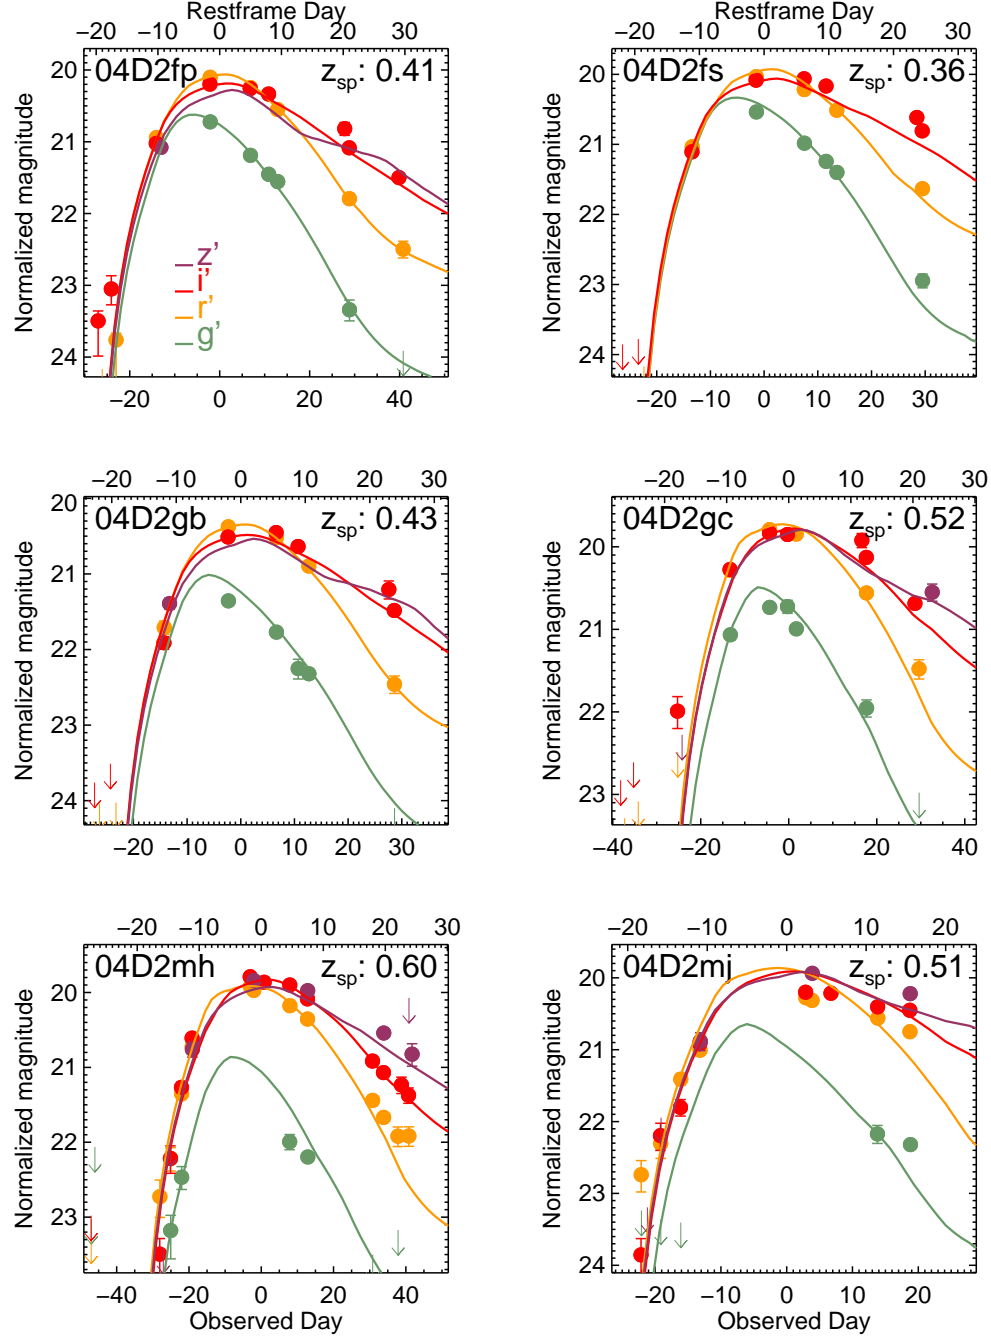 Restframe Day
Restframe Day
−20 −10 0 10 20 30
−20 −10 0 10 20 30
04D2fp z_sp: 0.41
04D2fs z_sp: 0.36
Normalized magnitude
20
21
22
23
24
z'
i'
r'
g'
−20 0 20 40
Normalized magnitude
20
21
22
23
24
−20 −10 0 10 20 30
−20 −10 0 10 20 30
−20 −10 0 10 20 30
04D2gb z_sp: 0.43
04D2gc z_sp: 0.52
Normalized magnitude
20
21
22
23
24
−20 −10 0 10 20 30
Normalized magnitude
20
21
22
23
−40 −20 0 20 40
−20 −10 0 10 20 30
−20 −10 0 10 20
04D2mh z_sp: 0.60
04D2mj z_sp: 0.51
Normalized magnitude
20
21
22
23
−40 −20 0 20 40
Observed Day
Normalized magnitude
20
21
22
23
24
−20 −10 0 10 20
Observed Day